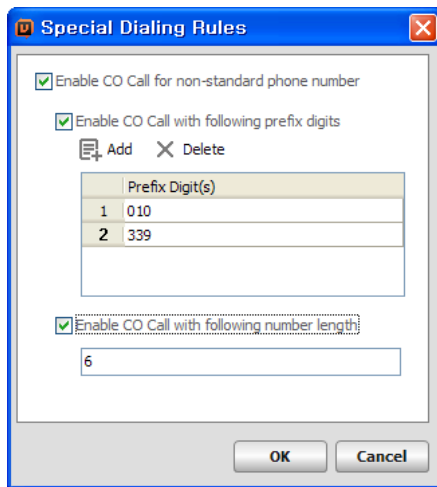 Special Dialing Rules
Enable CO Call for non-standard phone number
Enable CO Call with following prefix digits
Add Delete
Prefix Digit(s)
1 010
2 339
Enable CO Call with following number length
6
OK Cancel